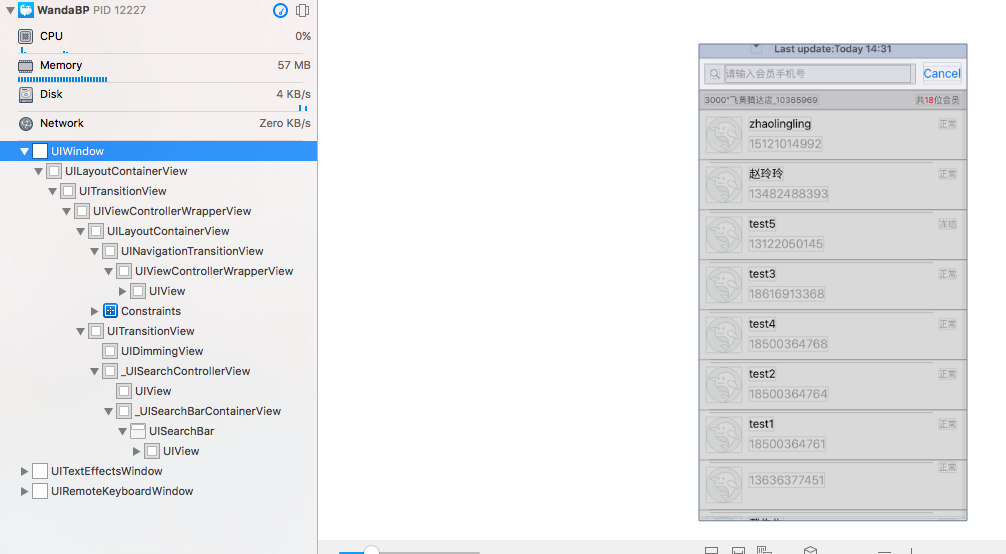 WandaBP PID 12227
CPU 0%
Memory 57 MB
Disk 4 KB/s
Network Zero KB/s
UIWindow
UILayoutContainerView
UITransitionView
UIViewControllerWrapperView
UILayoutContainerView
UINavigationTransitionView
UIViewControllerWrapperView
UIView
Constraints
UITransitionView
UIDimmingView
_UISearchControllerView
UIView
_UISearchBarContainerView
UISearchBar
UIView
UITextEffectsWindow
UIRemoteKeyboardWindow
Last update:Today 14:31
请输入会员手机号 Cancel
3000°飞黄腾达店_10365969 共18位会员
zhaolingling 正常
15121014992
赵玲玲 正常
13482488393
test5 冻结
13122050145
test3 正常
18616913368
test4 正常
18500364768
test2 正常
18500364764
test1 正常
18500364761
正常
13636377451